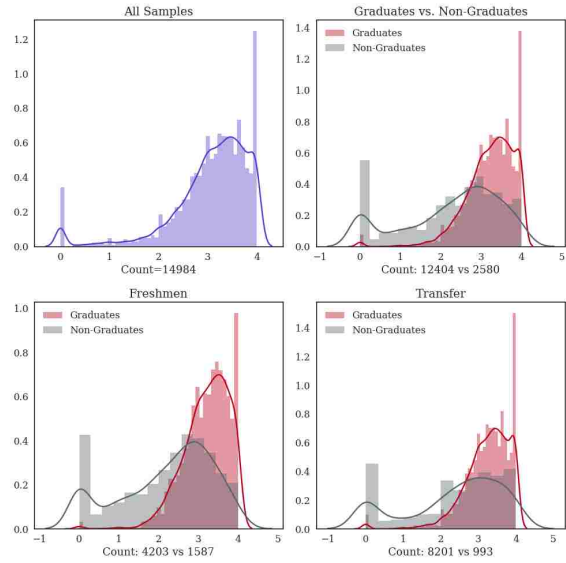 All Samples
1.2
1.0
0.8
0.6
0.4
0.2
0.0
0 1 2 3 4
Count=14984
Graduates vs. Non-Graduates
Graduates
Non-Graduates
1.4
1.2
1.0
0.8
0.6
0.4
0.2
0.0
−1 0 1 2 3 4 5
Count: 12404 vs 2580
Freshmen
Graduates
Non-Graduates
1.0
0.8
0.6
0.4
0.2
0.0
−1 0 1 2 3 4 5
Count: 4203 vs 1587
Transfer
Graduates
Non-Graduates
1.4
1.2
1.0
0.8
0.6
0.4
0.2
0.0
−1 0 1 2 3 4 5
Count: 8201 vs 993